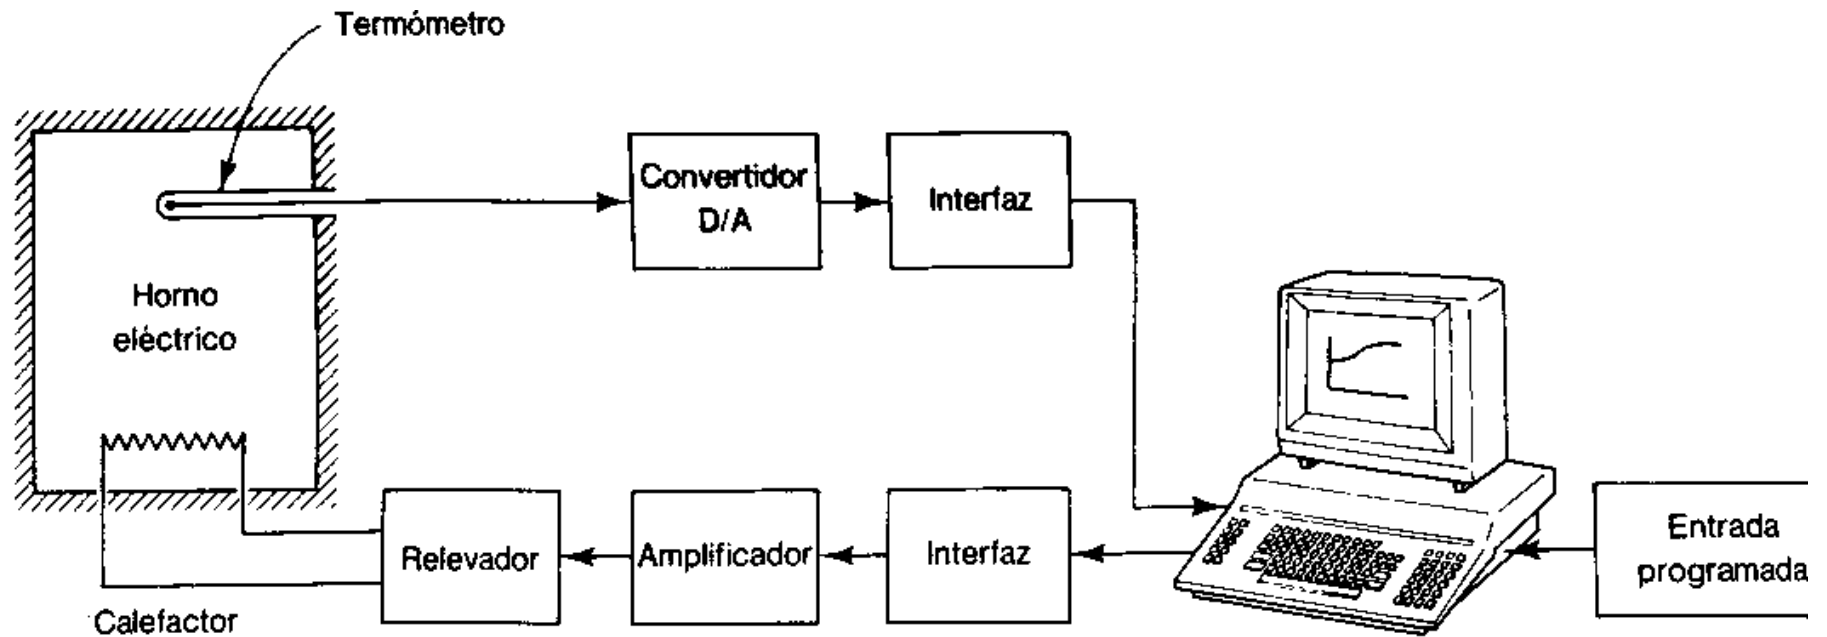 Termómetro
Convertidor
D/A
Interfaz
Horno
eléctrico
Relevador
Amplificador
Interfaz
Entrada
programada
Calefactor